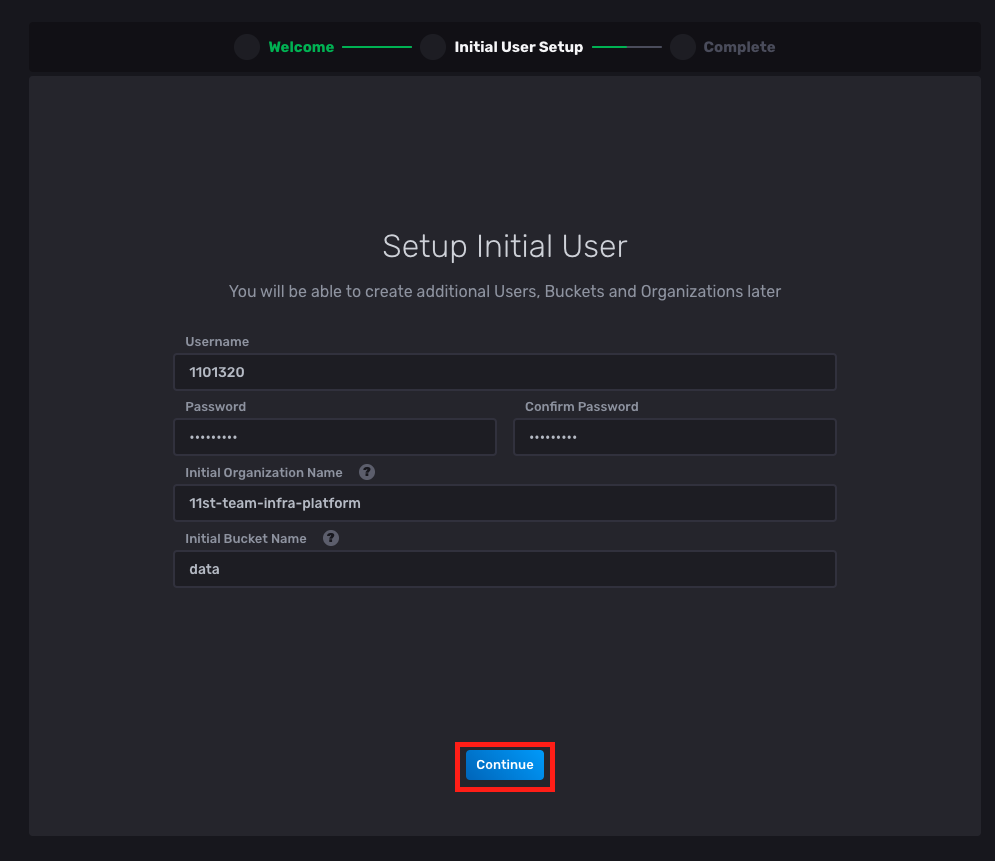 Welcome Initial User Setup Complete
Setup Initial User
You will be able to create additional Users, Buckets and Organizations later
Username
1101320
Password Confirm Password
••••••••• •••••••••
Initial Organization Name ?
11st-team-infra-platform
Initial Bucket Name ?
data
Continue